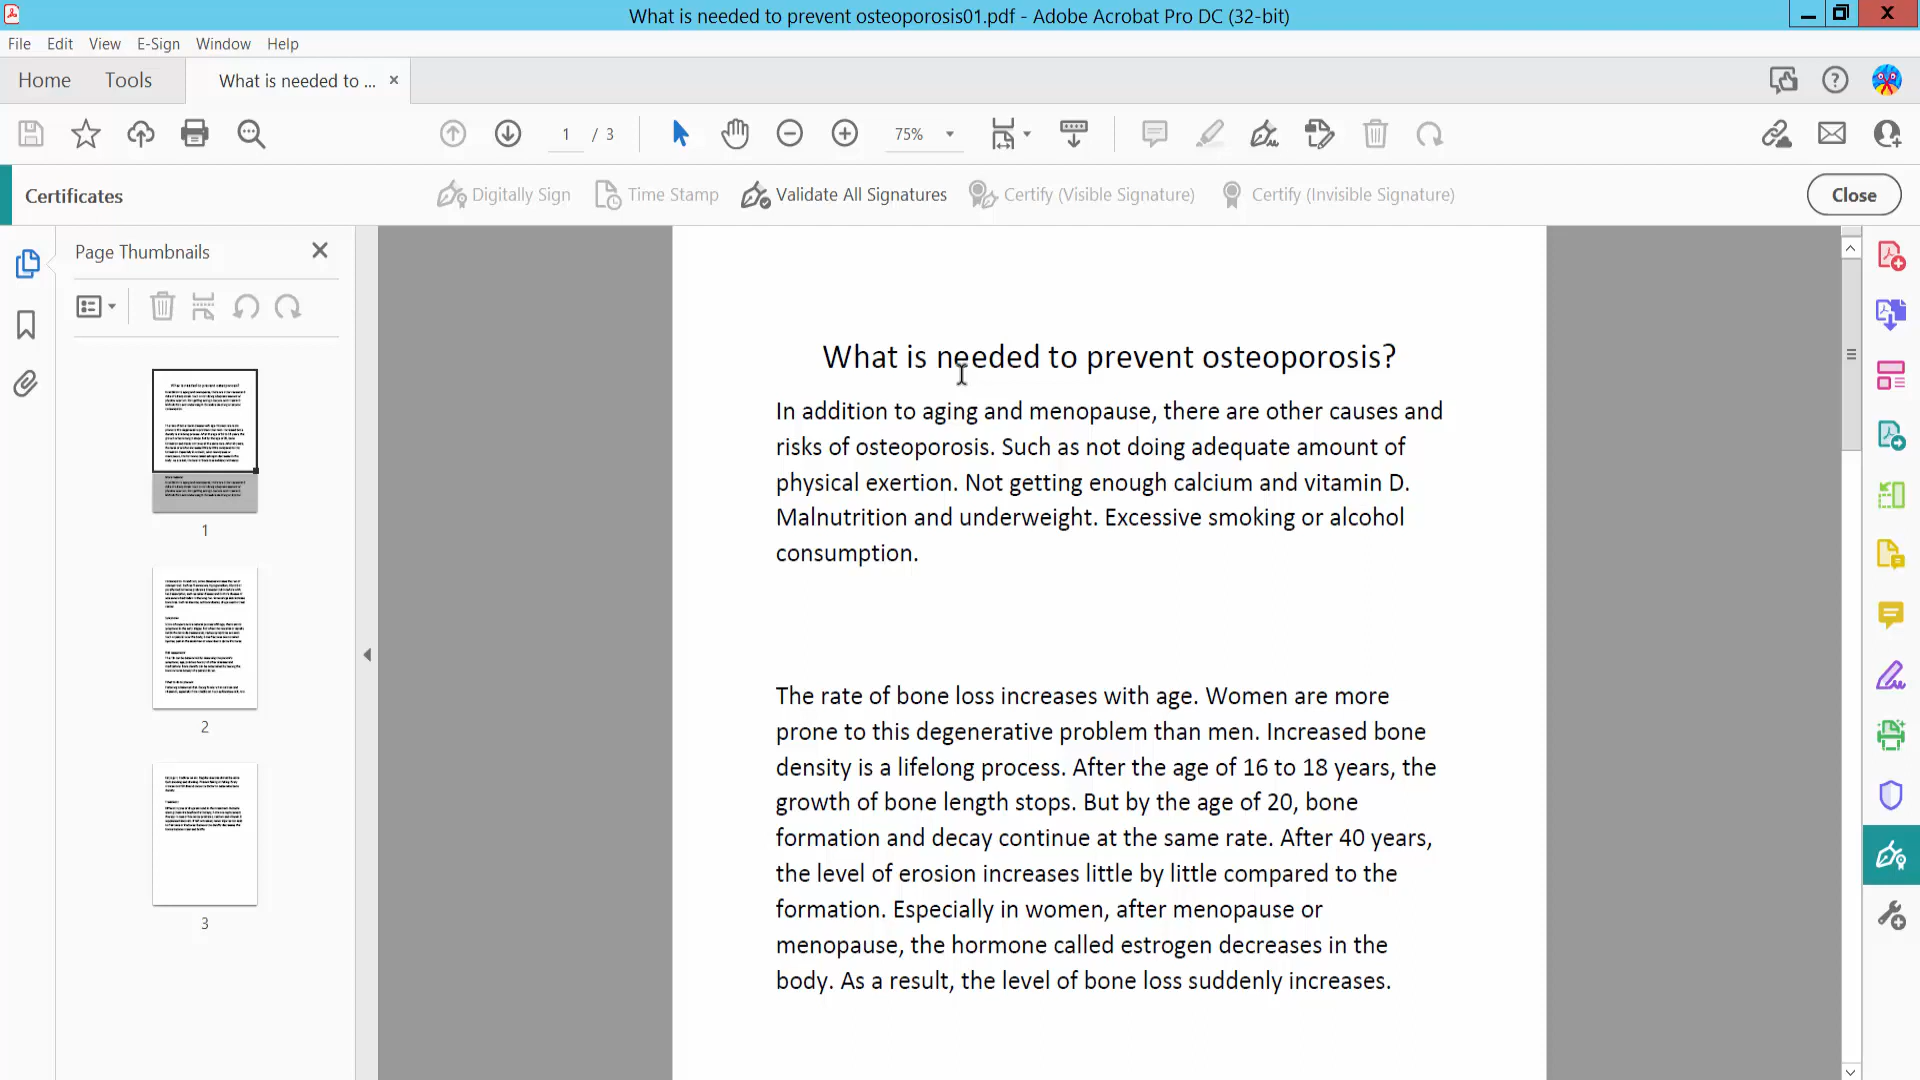 What is needed to prevent osteoporosis01.pdf - Adobe Acrobat Pro DC (32-bit)
File Edit View E-Sign Window Help
Home Tools What is needed to ... ×
1 / 3 75%
Certificates Digitally Sign Time Stamp Validate All Signatures Certify (Visible Signature) Certify (Invisible Signature) Close
Page Thumbnails
1
2
3
What is needed to prevent osteoporosis?
In addition to aging and menopause, there are other causes and
risks of osteoporosis. Such as not doing adequate amount of
physical exertion. Not getting enough calcium and vitamin D.
Malnutrition and underweight. Excessive smoking or alcohol
consumption.
The rate of bone loss increases with age. Women are more
prone to this degenerative problem than men. Increased bone
density is a lifelong process. After the age of 16 to 18 years, the
growth of bone length stops. But by the age of 20, bone
formation and decay continue at the same rate. After 40 years,
the level of erosion increases little by little compared to the
formation. Especially in women, after menopause or
menopause, the hormone called estrogen decreases in the
body. As a result, the level of bone loss suddenly increases.